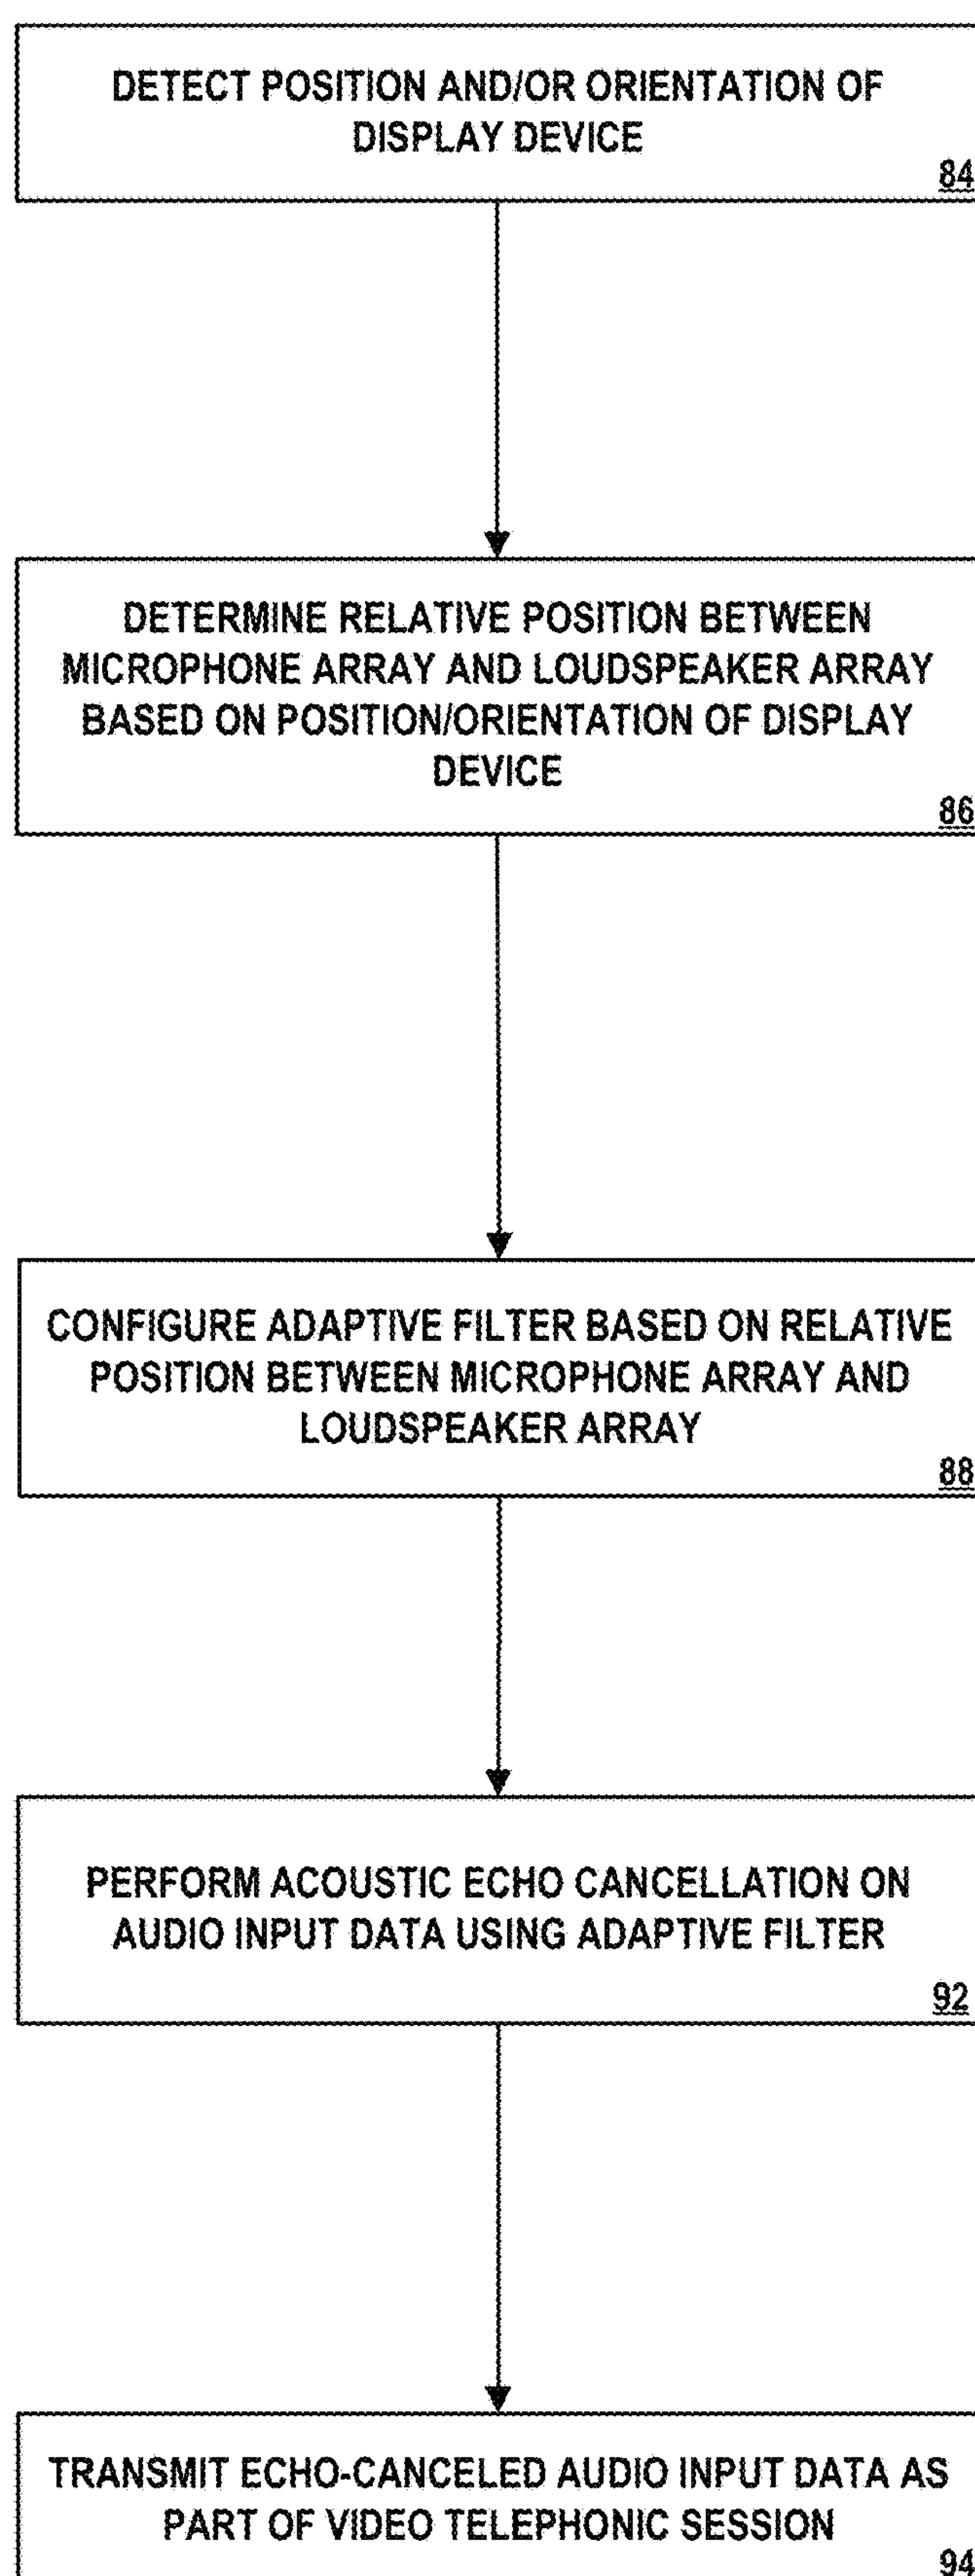 DETECT POSITION AND/OR ORIENTATION OF
DISPLAY DEVICE
84
DETERMINE RELATIVE POSITION BETWEEN
MICROPHONE ARRAY AND LOUDSPEAKER ARRAY
BASED ON POSITION/ORIENTATION OF DISPLAY
DEVICE
86
CONFIGURE ADAPTIVE FILTER BASED ON RELATIVE
POSITION BETWEEN MICROPHONE ARRAY AND
LOUDSPEAKER ARRAY
88
PERFORM ACOUSTIC ECHO CANCELLATION ON
AUDIO INPUT DATA USING ADAPTIVE FILTER
92
TRANSMIT ECHO-CANCELED AUDIO INPUT DATA AS
PART OF VIDEO TELEPHONIC SESSION
94